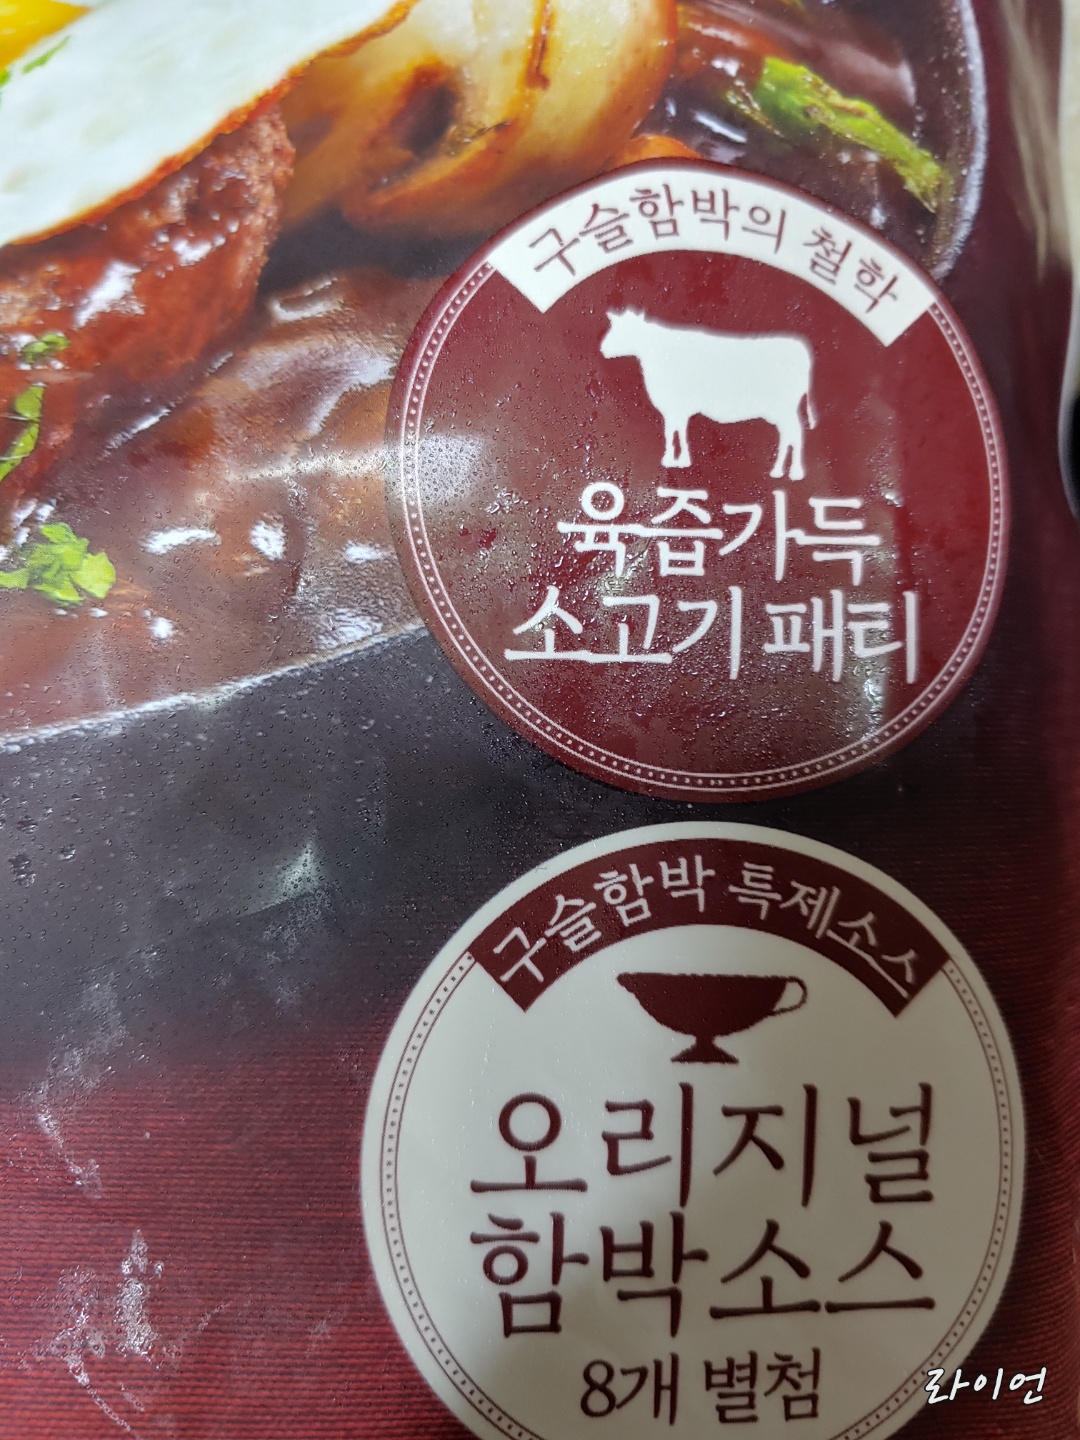 구슬함박의 철학
육즙가득
소고기 패티
구슬함박 특제소스
오리지널
함박소스
8개 별첨
라이언